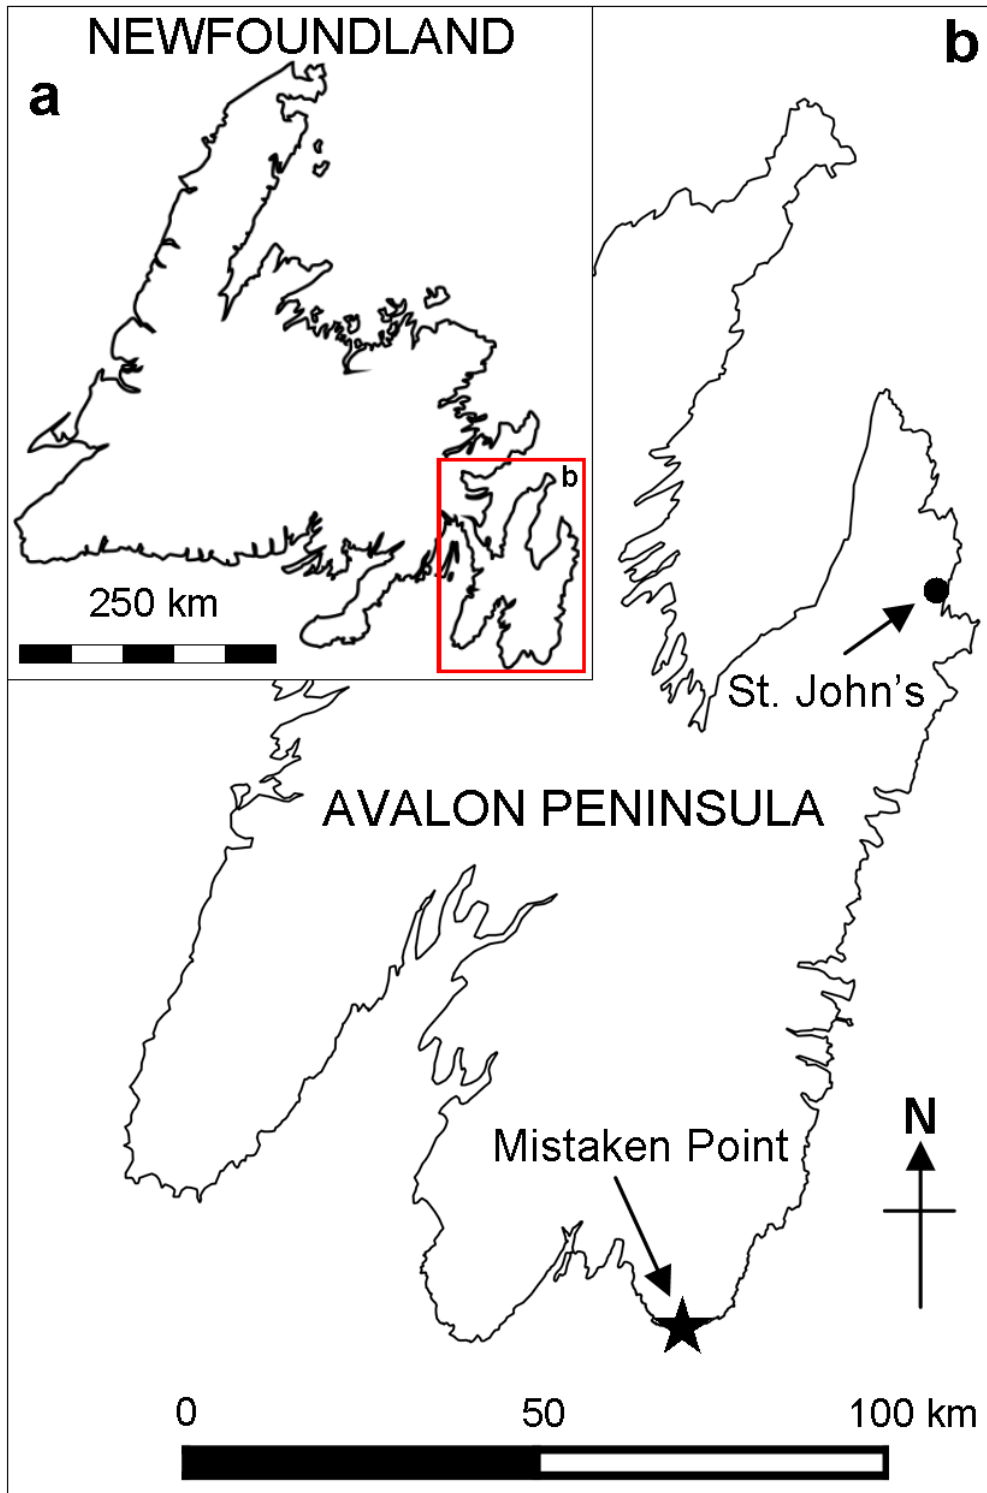 NEWFOUNDLAND
a
b
b
250 km
St. John's
AVALON PENINSULA
N
Mistaken Point
0 50 100 km